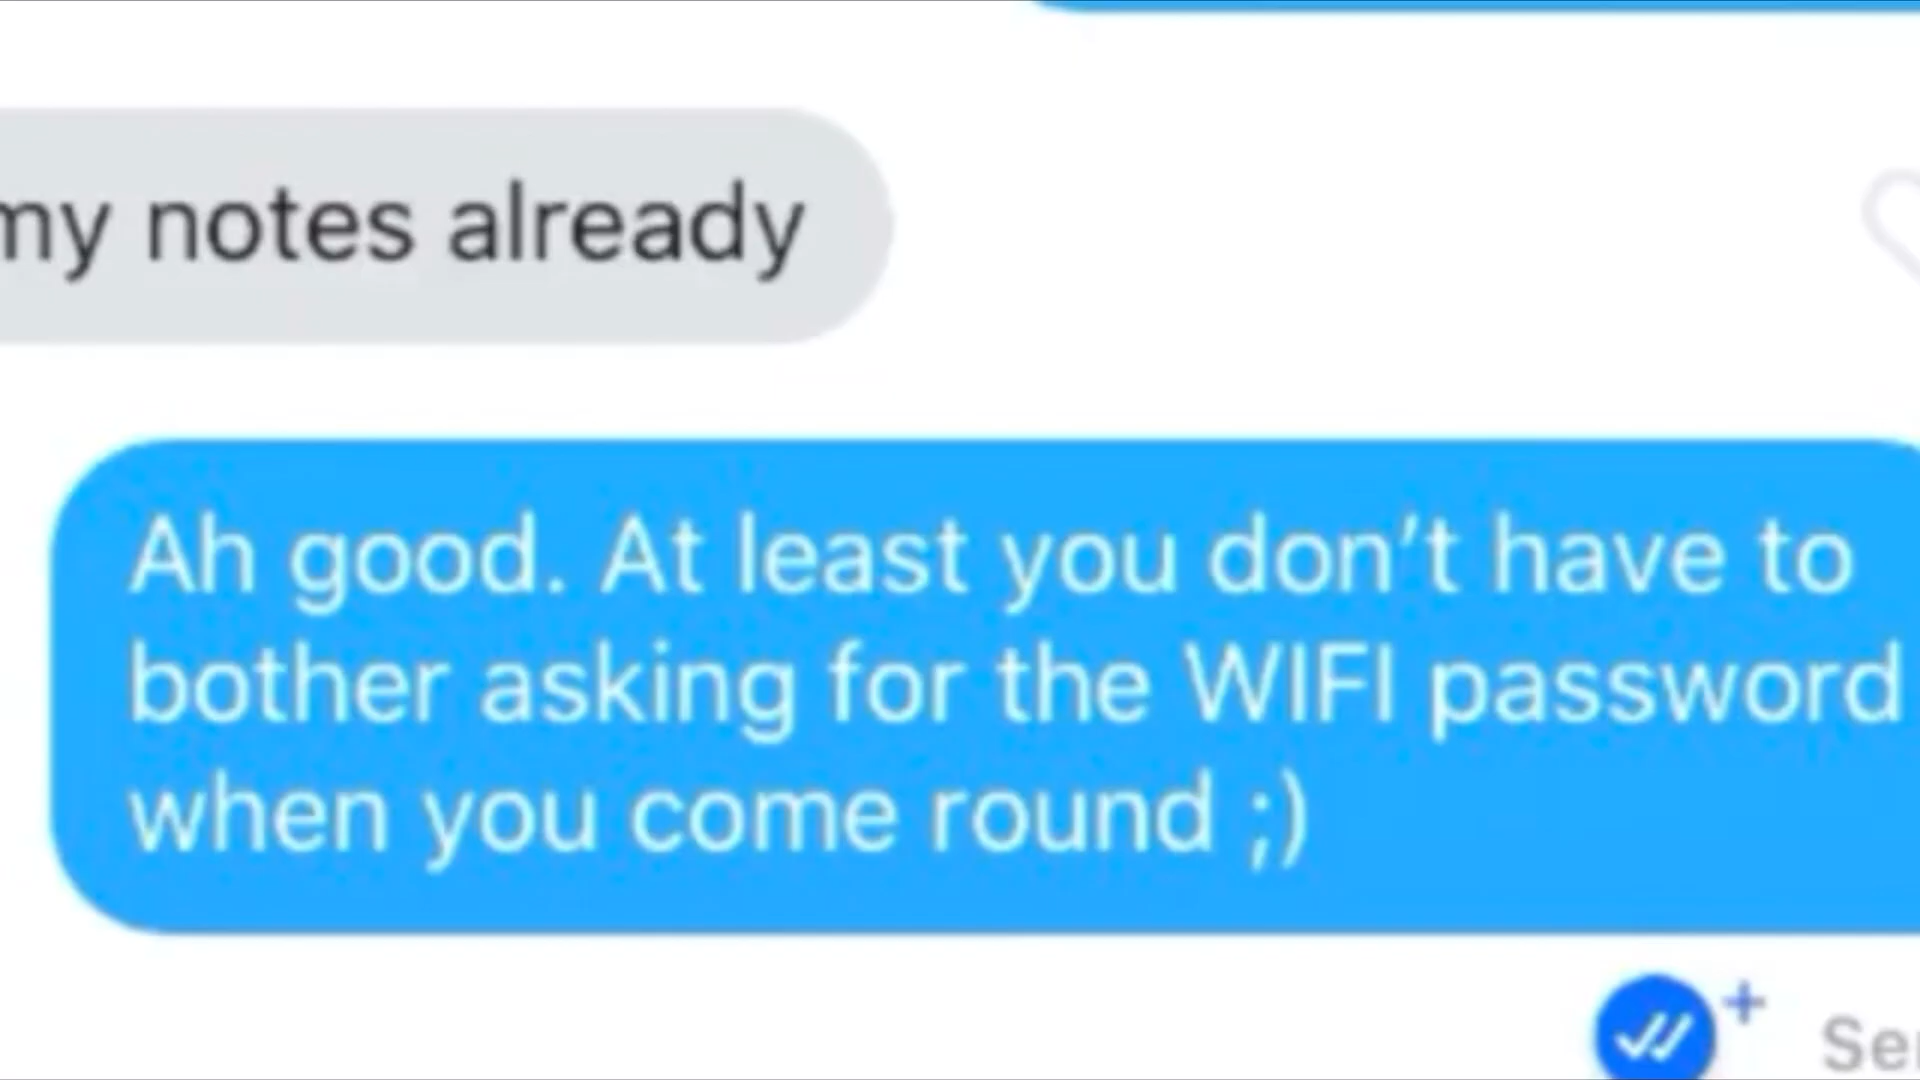 my notes already
Ah good. At least you don't have to
bother asking for the WIFI password
when you come round ;)